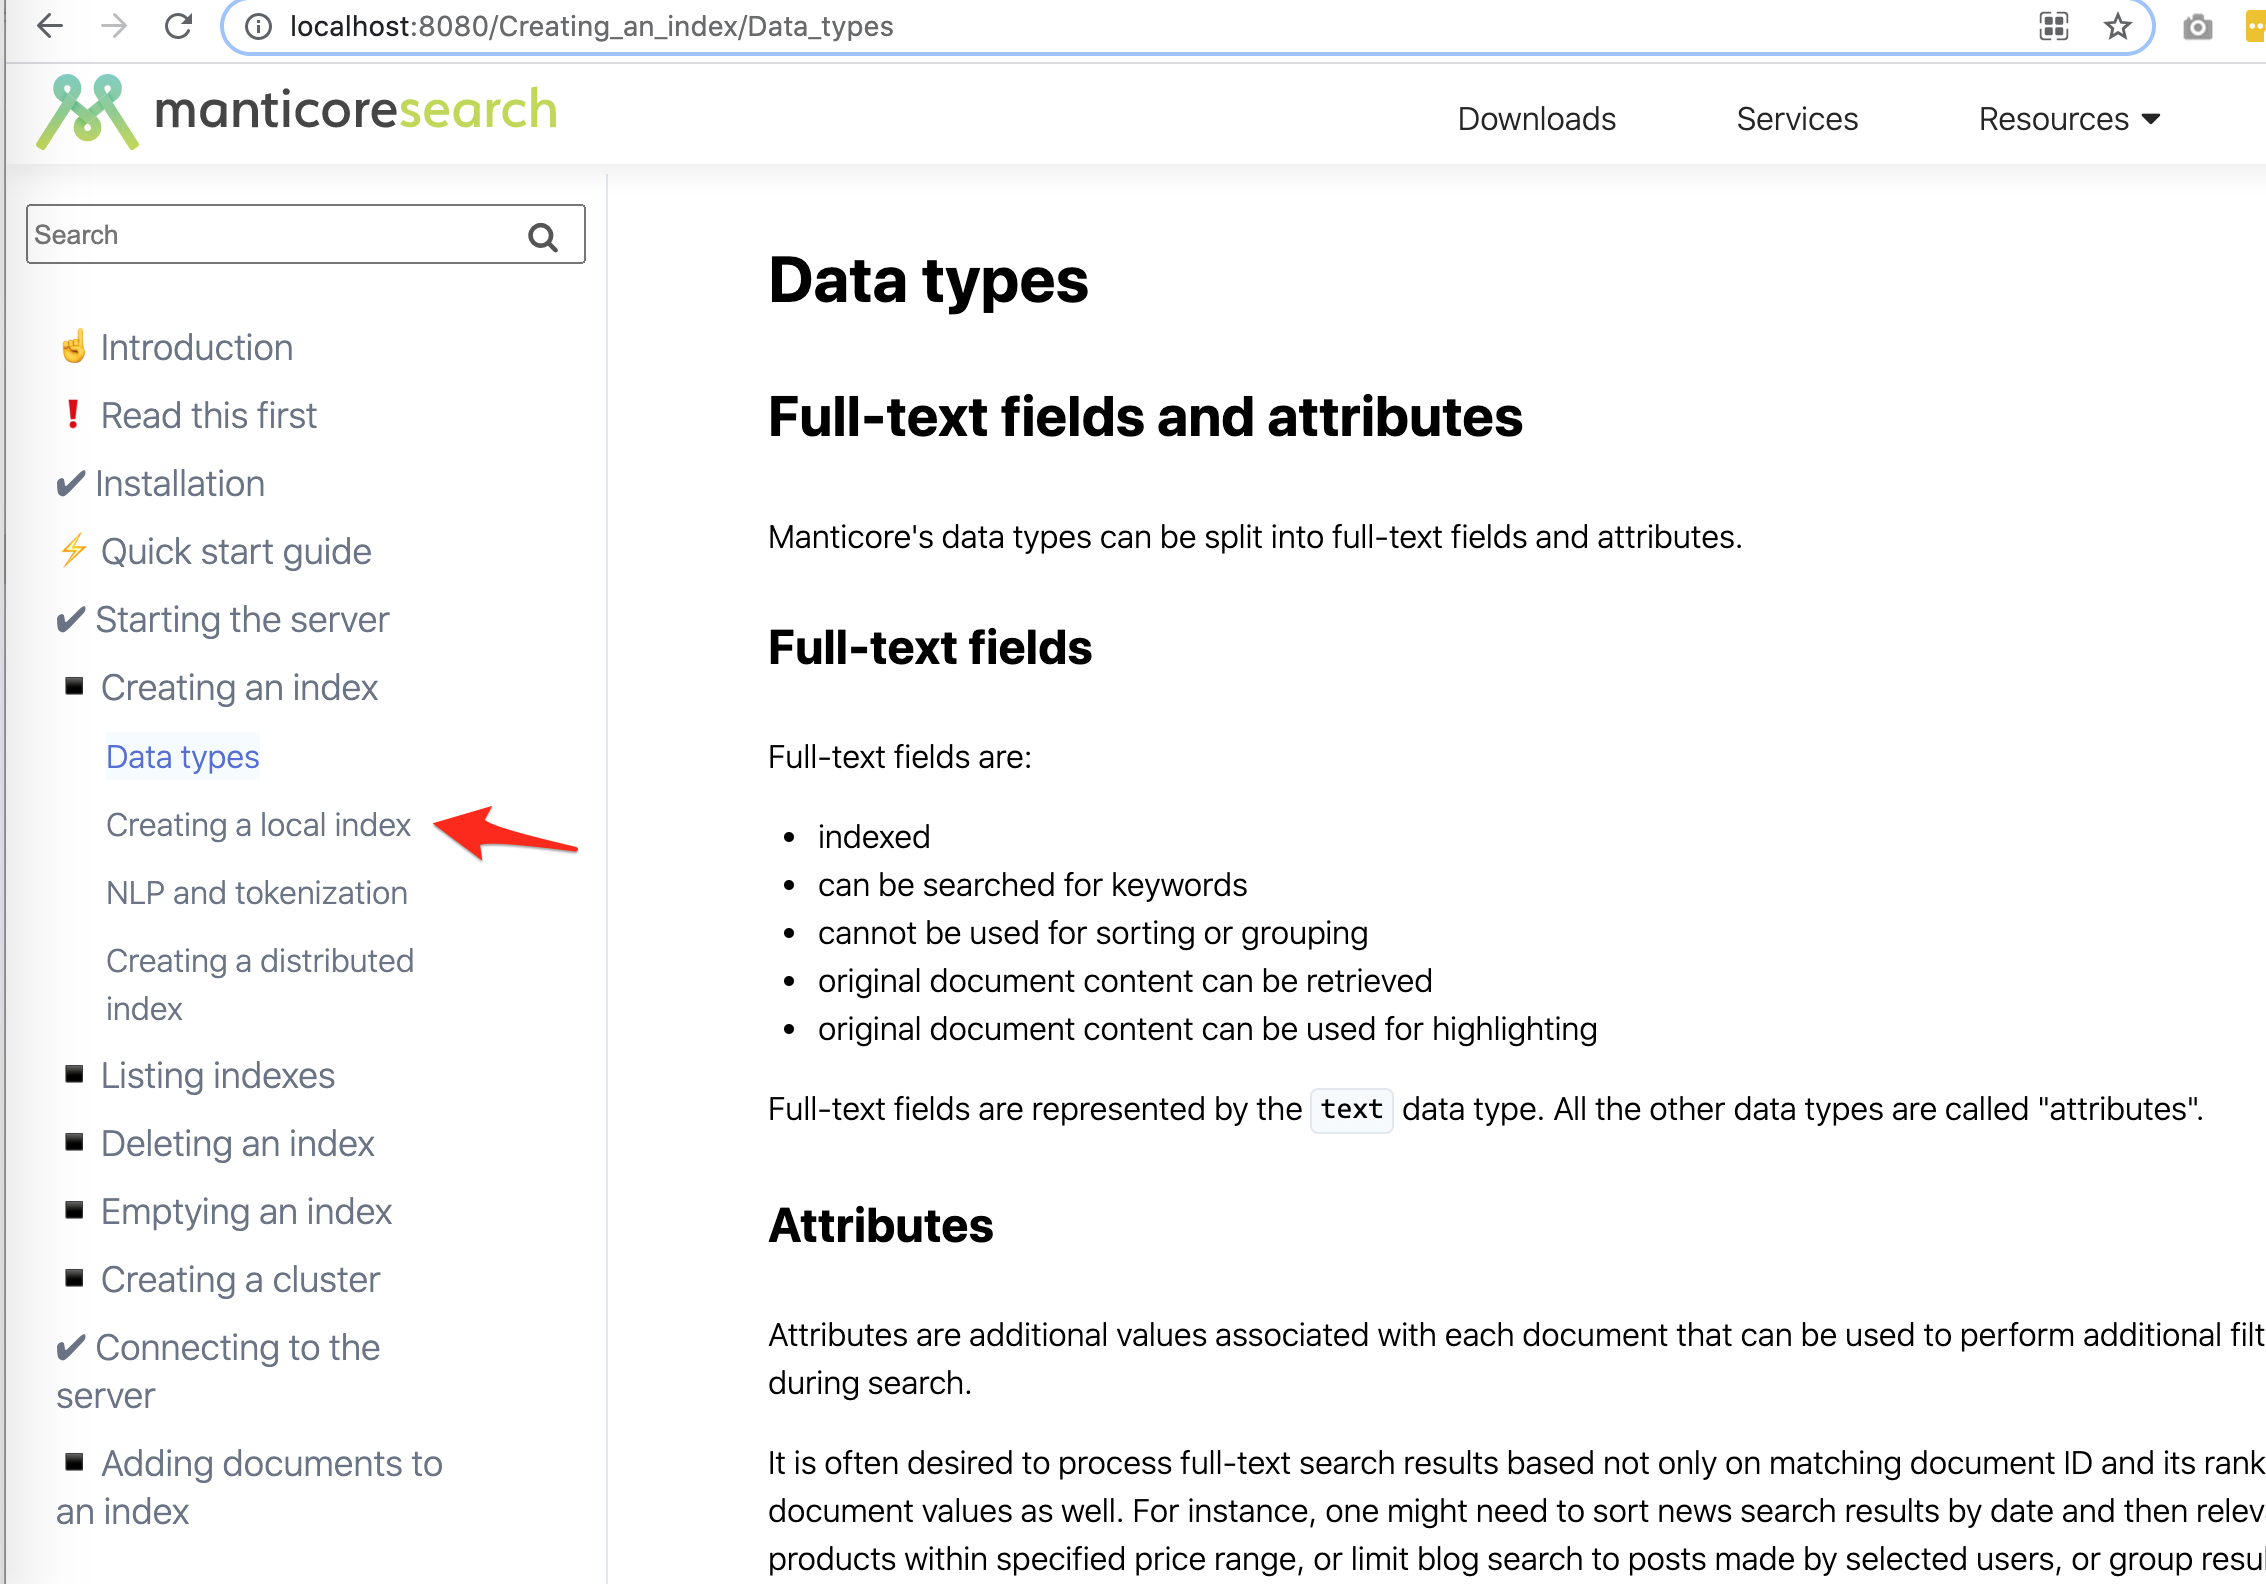 localhost:8080/Creating_an_index/Data_types
manticoresearch
Downloads
Services
Resources
Search
☝ Introduction
❗ Read this first
✔ Installation
⚡ Quick start guide
✔ Starting the server
▪ Creating an index
Data types
Creating a local index
NLP and tokenization
Creating a distributed
index
▪ Listing indexes
▪ Deleting an index
▪ Emptying an index
▪ Creating a cluster
✔ Connecting to the
server
▪ Adding documents to
an index
Data types
Full-text fields and attributes
Manticore's data types can be split into full-text fields and attributes.
Full-text fields
Full-text fields are:
• indexed
• can be searched for keywords
• cannot be used for sorting or grouping
• original document content can be retrieved
• original document content can be used for highlighting
Full-text fields are represented by the text data type. All the other data types are called "attributes".
Attributes
Attributes are additional values associated with each document that can be used to perform additional filt
during search.
It is often desired to process full-text search results based not only on matching document ID and its rank
document values as well. For instance, one might need to sort news search results by date and then relev
products within specified price range, or limit blog search to posts made by selected users, or group resu